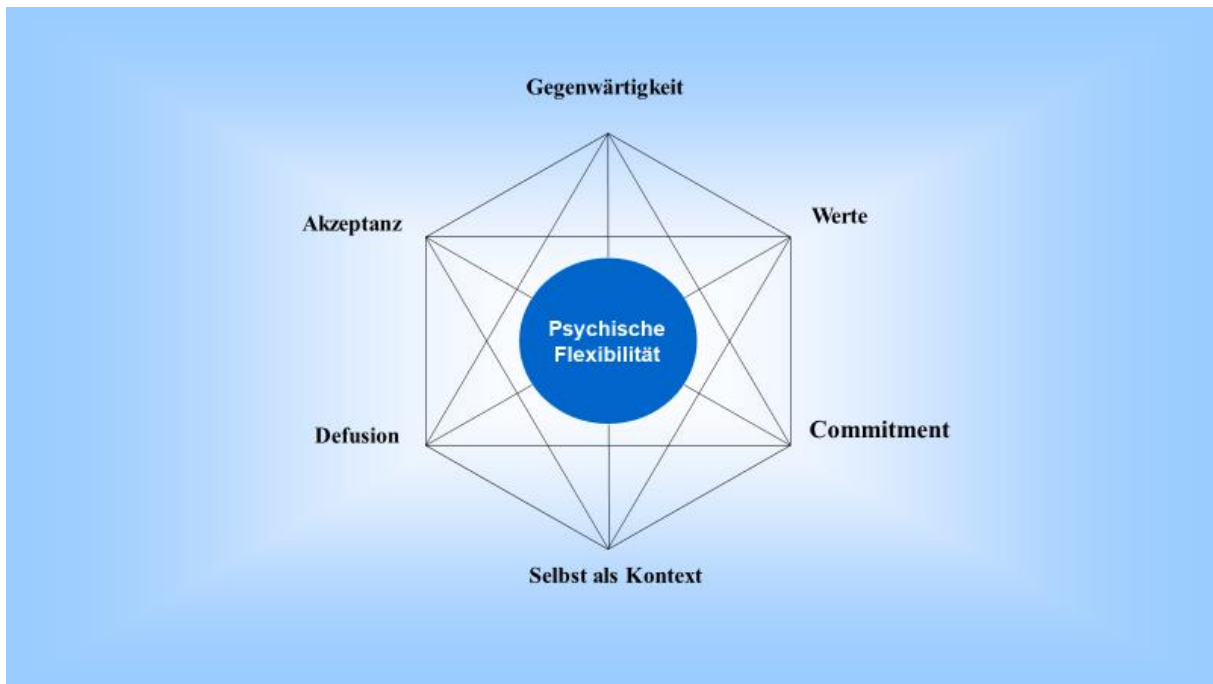 Gegenwärtigkeit
Akzeptanz
Werte
Psychische
Flexibilität
Defusion
Commitment
Selbst als Kontext